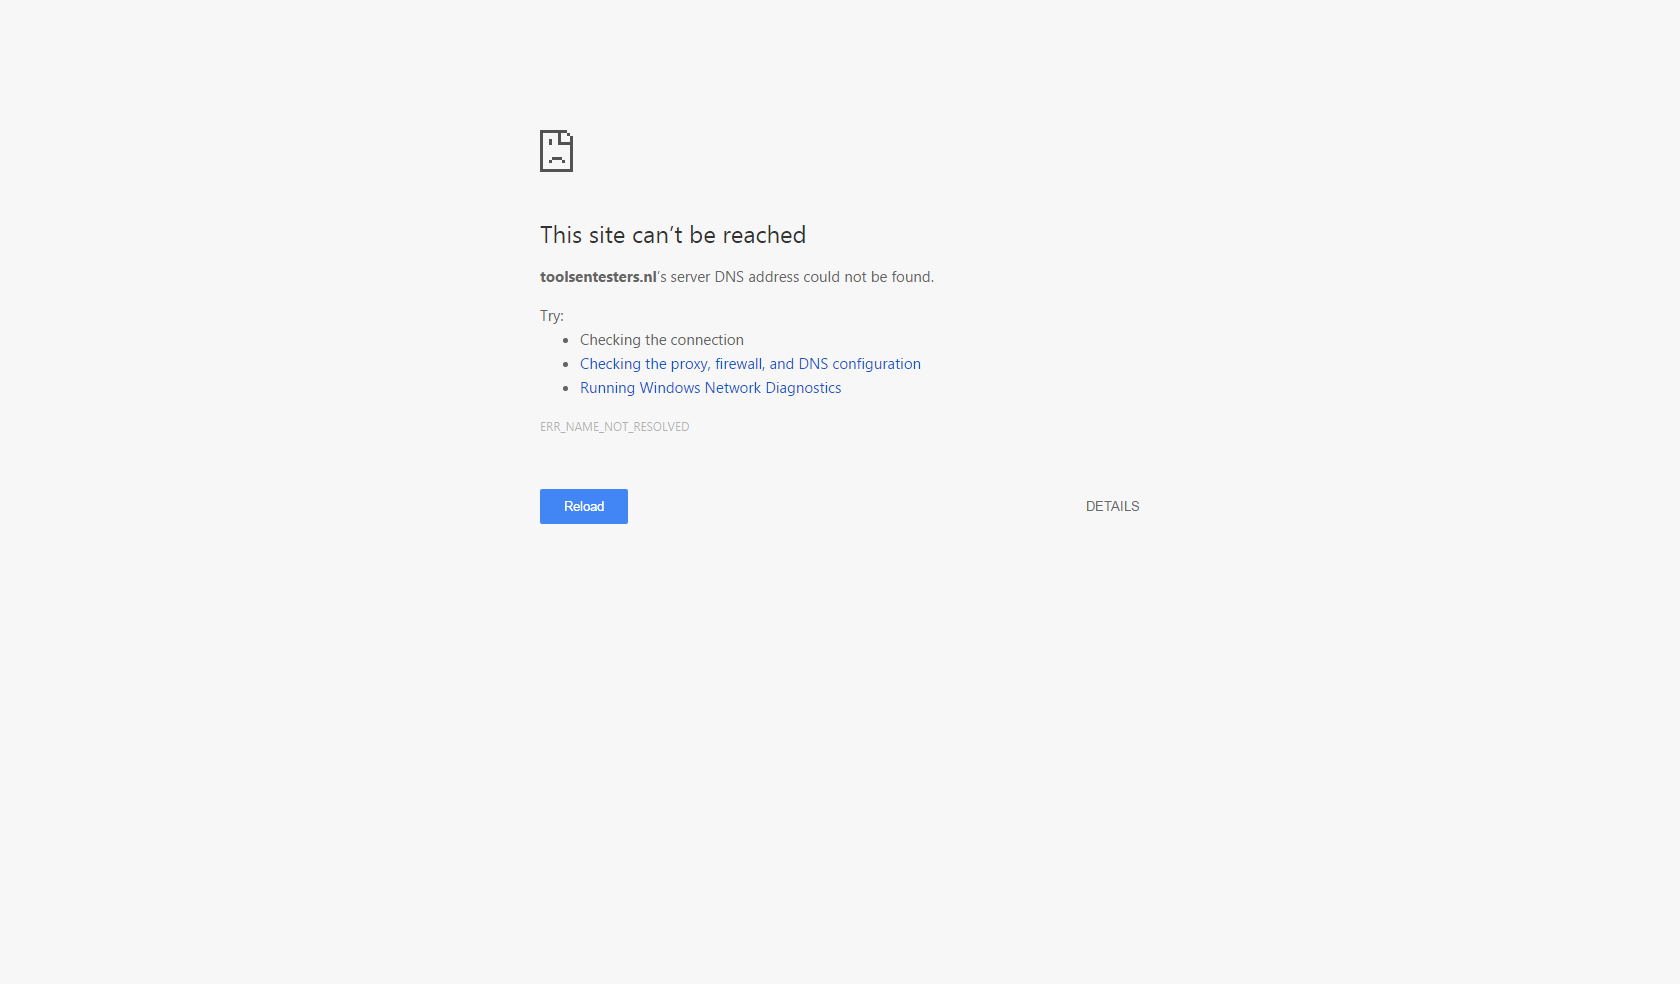 This site can’t be reached
toolsentesters.nl’s server DNS address could not be found.
Try:
Checking the connection
Checking the proxy, firewall, and DNS configuration
Running Windows Network Diagnostics
ERR_NAME_NOT_RESOLVED
Reload
DETAILS